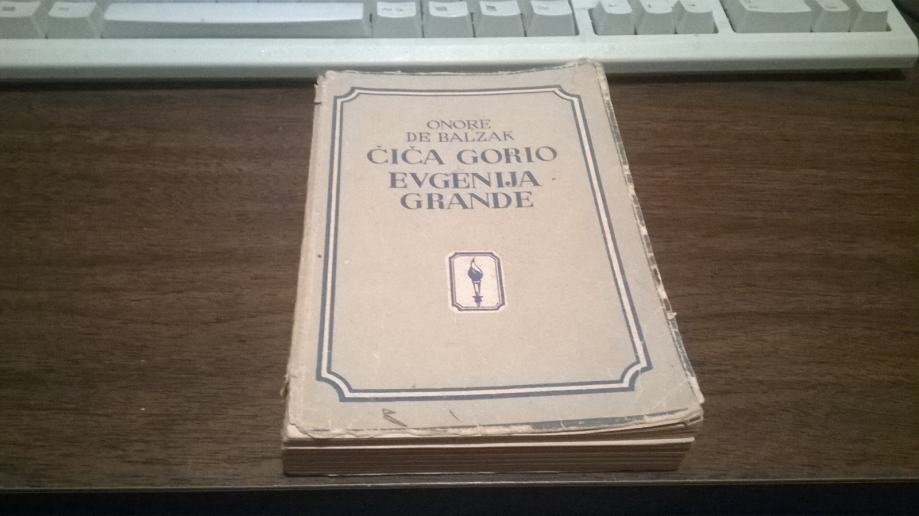 ONORE
DE BALZAK
ČIČA GORIO
EVGENIJA
GRANDE